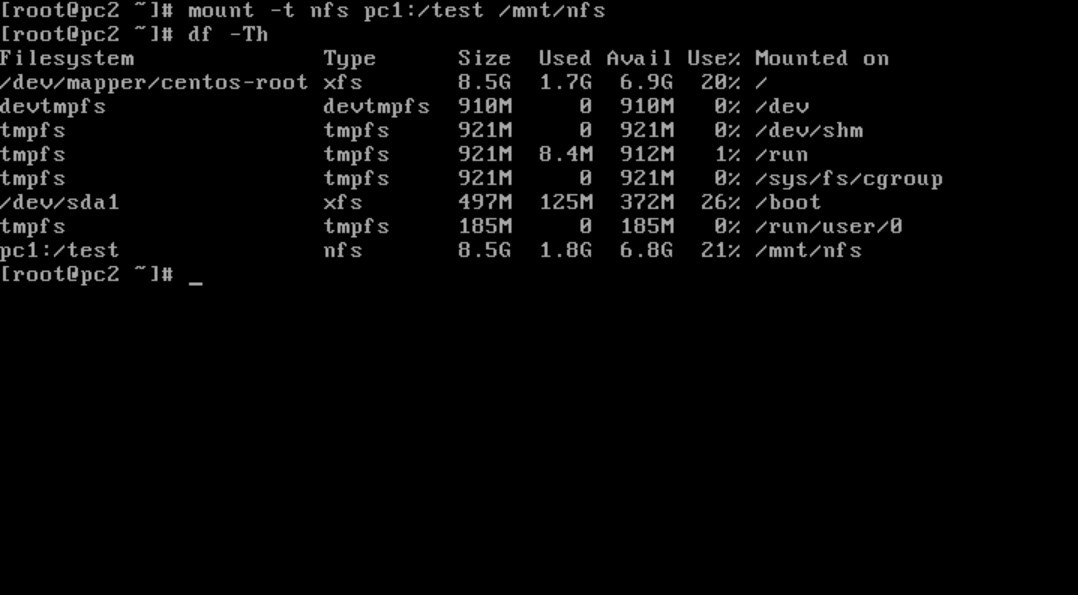 [root@pc2 ~]# mount -t nfs pc1:/test /mnt/nfs
[root@pc2 ~]# df -Th
Filesystem              Type      Size  Used Avail Use% Mounted on
/dev/mapper/centos-root xfs       8.5G  1.7G  6.9G  20% /
devtmpfs                devtmpfs  910M     0  910M   0% /dev
tmpfs                   tmpfs     921M     0  921M   0% /dev/shm
tmpfs                   tmpfs     921M  8.4M  912M   1% /run
tmpfs                   tmpfs     921M     0  921M   0% /sys/fs/cgroup
/dev/sda1               xfs       497M  125M  372M  26% /boot
tmpfs                   tmpfs     185M     0  185M   0% /run/user/0
pc1:/test               nfs       8.5G  1.8G  6.8G  21% /mnt/nfs
[root@pc2 ~]# _